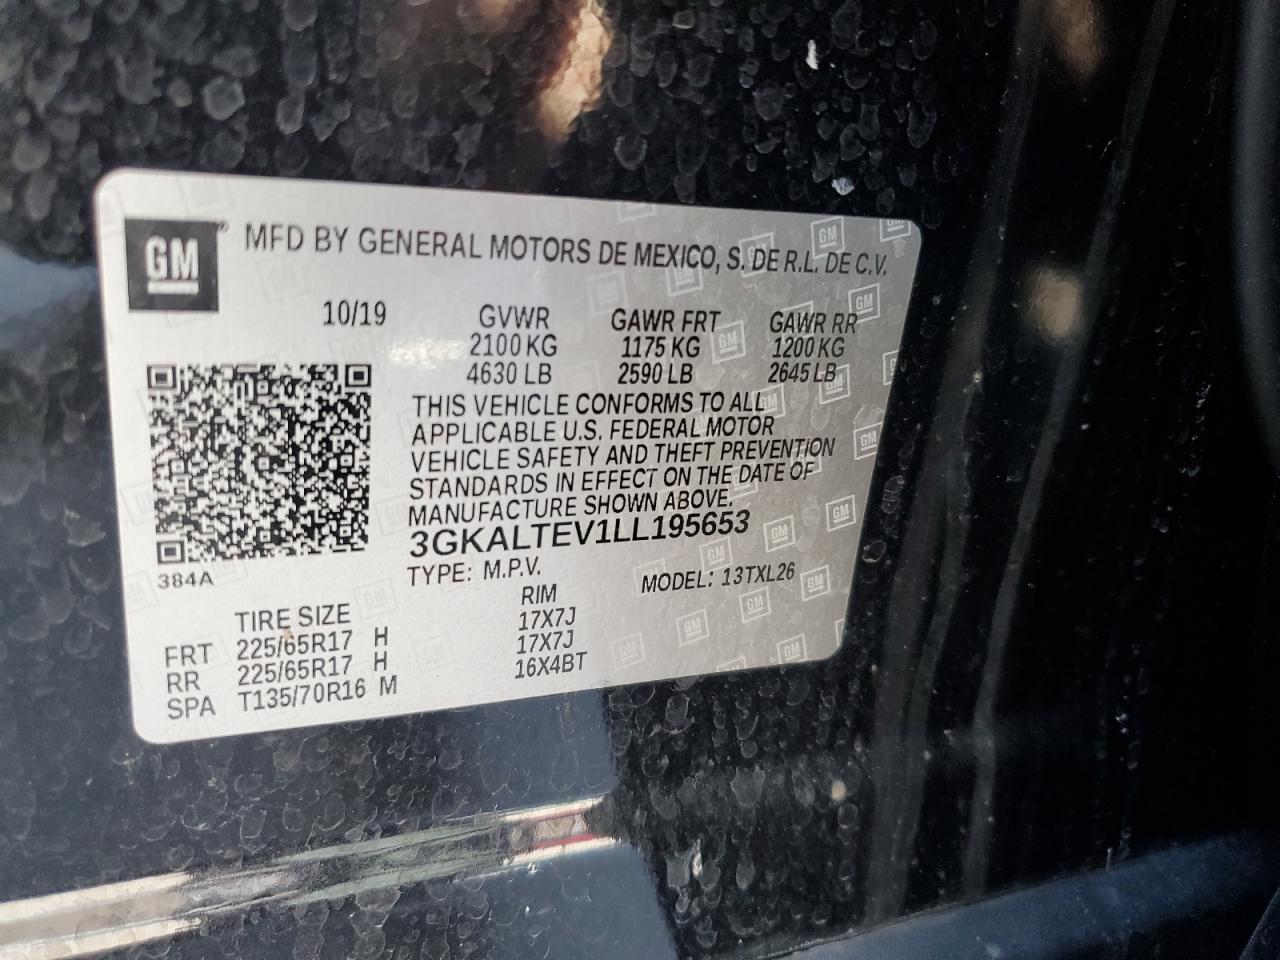 GM® MFD BY GENERAL MOTORS DE MEXICO, S. DE R.L. DE C.V.
10/19 GVWR GAWR FRT GAWR RR
2100 KG 1175 KG 1200 KG
4630 LB 2590 LB 2645 LB
THIS VEHICLE CONFORMS TO ALL
APPLICABLE U.S. FEDERAL MOTOR
VEHICLE SAFETY AND THEFT PREVENTION
STANDARDS IN EFFECT ON THE DATE OF
MANUFACTURE SHOWN ABOVE.
3GKALTEV1LL195653
384A TYPE: M.P.V. MODEL: 13TXL26
TIRE SIZE RIM
FRT 225/65R17 H 17X7J
RR 225/65R17 H 17X7J
SPA T135/70R16 M 16X4BT